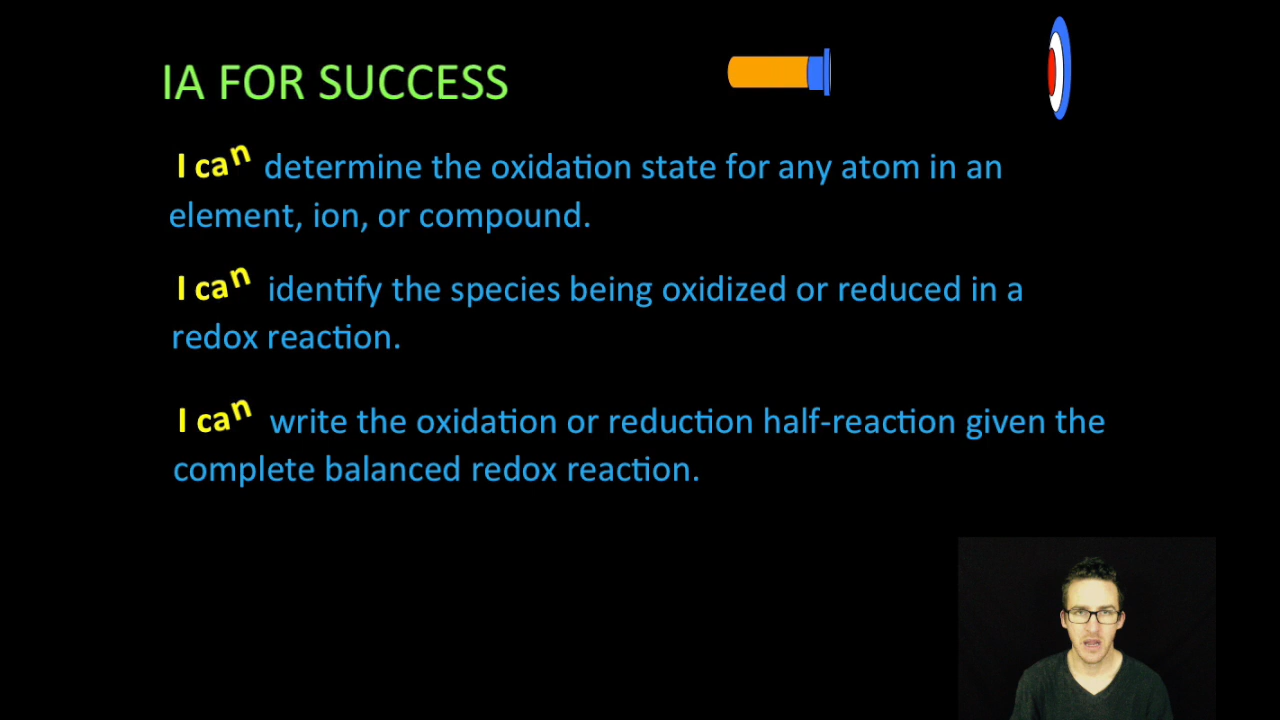 IA FOR SUCCESS
I can determine the oxidation state for any atom in an
element, ion, or compound.
I can identify the species being oxidized or reduced in a
redox reaction.
I can write the oxidation or reduction half-reaction given the
complete balanced redox reaction.